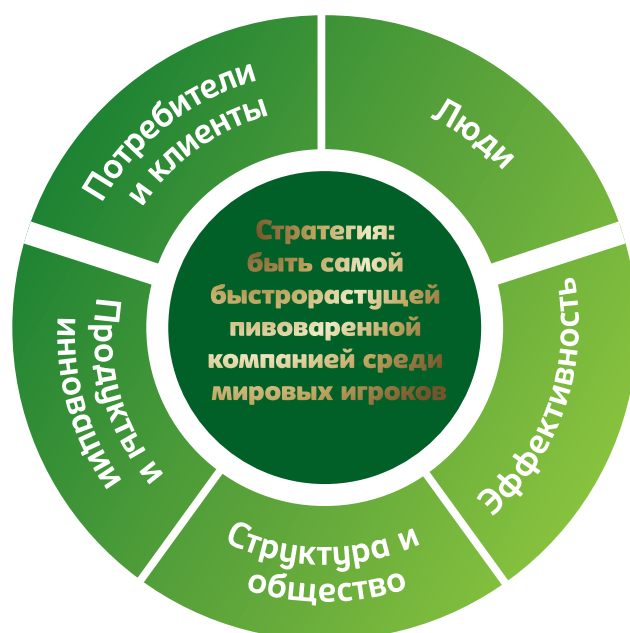 Потребители
и клиенты
Люди
Стратегия:
быть самой
быстрорастущей
пивоваренной
компанией среди
мировых игроков
Продукты и
инновации
Эффективность
Структура и
общество